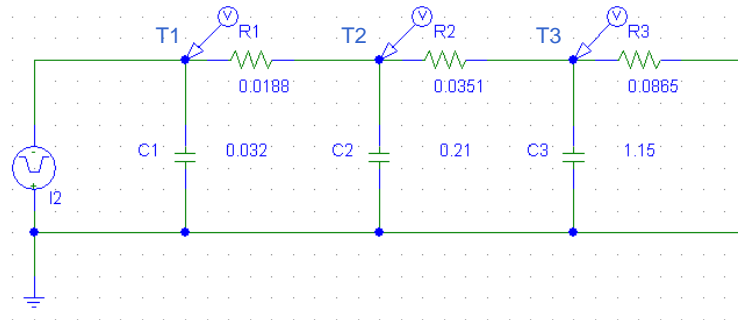 V V V
T1 R1 T2 R2 T3 R3
0.0188 0.0351 0.0865
C1 0.032 C2 0.21 C3 1.15
-
+
I2